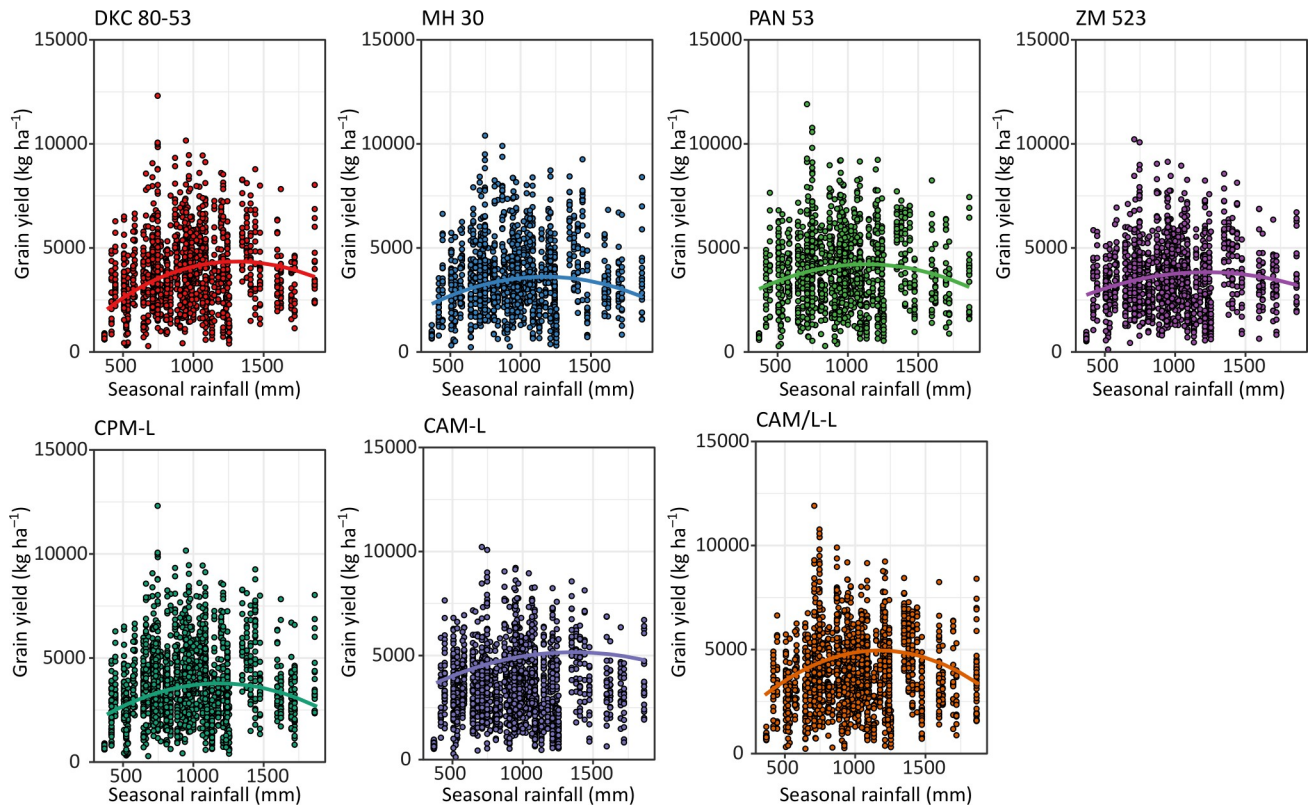 DKC 80-53
MH 30
PAN 53
ZM 523
15000
10000
5000
0
Grain yield (kg ha⁻¹)
500 1000 1500
Seasonal rainfall (mm)
15000
10000
5000
0
Grain yield (kg ha⁻¹)
500 1000 1500
Seasonal rainfall (mm)
15000
10000
5000
0
Grain yield (kg ha⁻¹)
500 1000 1500
Seasonal rainfall (mm)
15000
10000
5000
0
Grain yield (kg ha⁻¹)
500 1000 1500
Seasonal rainfall (mm)
CPM-L
CAM-L
CAM/L-L
15000
10000
5000
0
Grain yield (kg ha⁻¹)
500 1000 1500
Seasonal rainfall (mm)
15000
10000
5000
0
Grain yield (kg ha⁻¹)
500 1000 1500
Seasonal rainfall (mm)
15000
10000
5000
0
Grain yield (kg ha⁻¹)
500 1000 1500
Seasonal rainfall (mm)